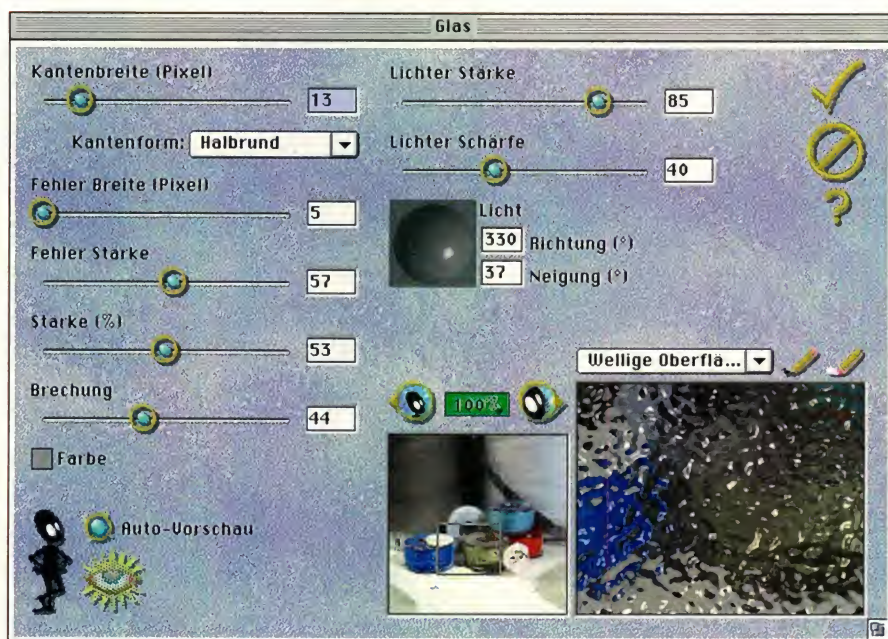 Glas
Kantenbreite (Pixel)
13
Kantenform: Halbrund
Fehler Breite (Pixel)
5
Fehler Stärke
57
Stärke (%)
53
Brechung
44
Farbe
Auto-Vorschau
Lichter Stärke
85
Lichter Schärfe
40
Licht
330 Richtung (°)
37 Neigung (°)
?
Wellige Oberflä...
100%